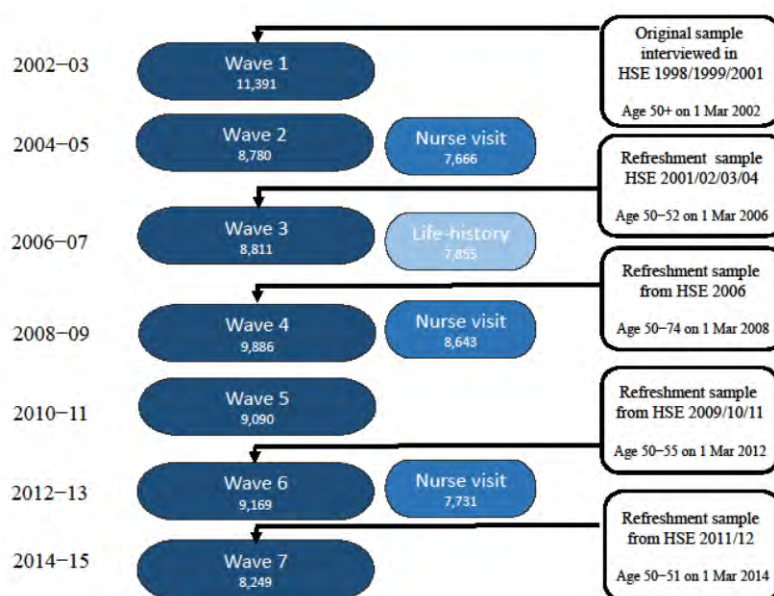 2002−03
Wave 1
11,391
Original sample
interviewed in
HSE 1998/1999/2001
Age 50+ on 1 Mar 2002
2004−05
Wave 2
8,780
Nurse visit
7,666
Refreshment sample
HSE 2001/02/03/04
Age 50−52 on 1 Mar 2006
2006−07
Wave 3
8,811
Life-history
7,855
Refreshment sample
from HSE 2006
Age 50−74 on 1 Mar 2008
2008−09
Wave 4
9,886
Nurse visit
8,643
2010−11
Wave 5
9,090
Refreshment sample
from HSE 2009/10/11
Age 50−55 on 1 Mar 2012
2012−13
Wave 6
9,169
Nurse visit
7,731
Refreshment sample
from HSE 2011/12
Age 50−51 on 1 Mar 2014
2014−15
Wave 7
8,249